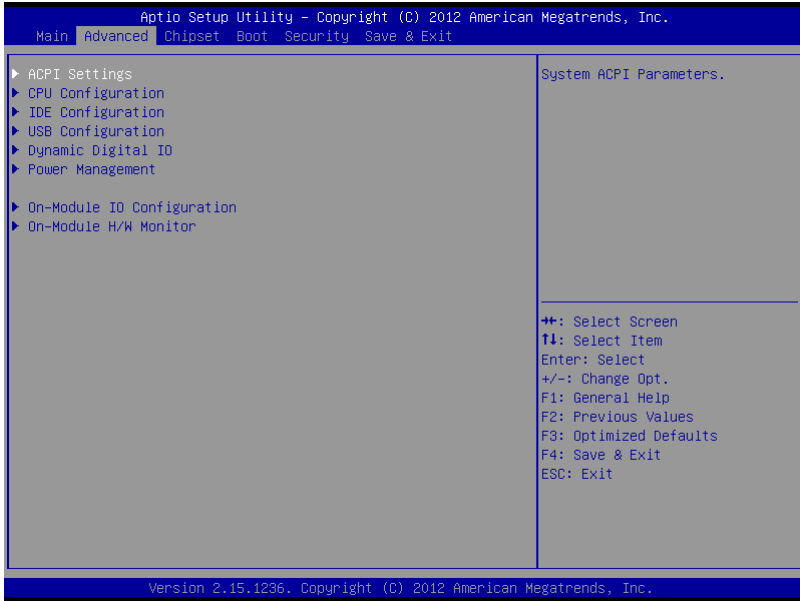 Aptio Setup Utility – Copyright (C) 2012 American Megatrends, Inc.
Main Advanced Chipset Boot Security Save & Exit
▶ ACPI Settings
▶ CPU Configuration
▶ IDE Configuration
▶ USB Configuration
▶ Dynamic Digital IO
▶ Power Management
▶ On-Module IO Configuration
▶ On-Module H/W Monitor
System ACPI Parameters.
→←: Select Screen
↑↓: Select Item
Enter: Select
+/-: Change Opt.
F1: General Help
F2: Previous Values
F3: Optimized Defaults
F4: Save & Exit
ESC: Exit
Version 2.15.1236. Copyright (C) 2012 American Megatrends, Inc.